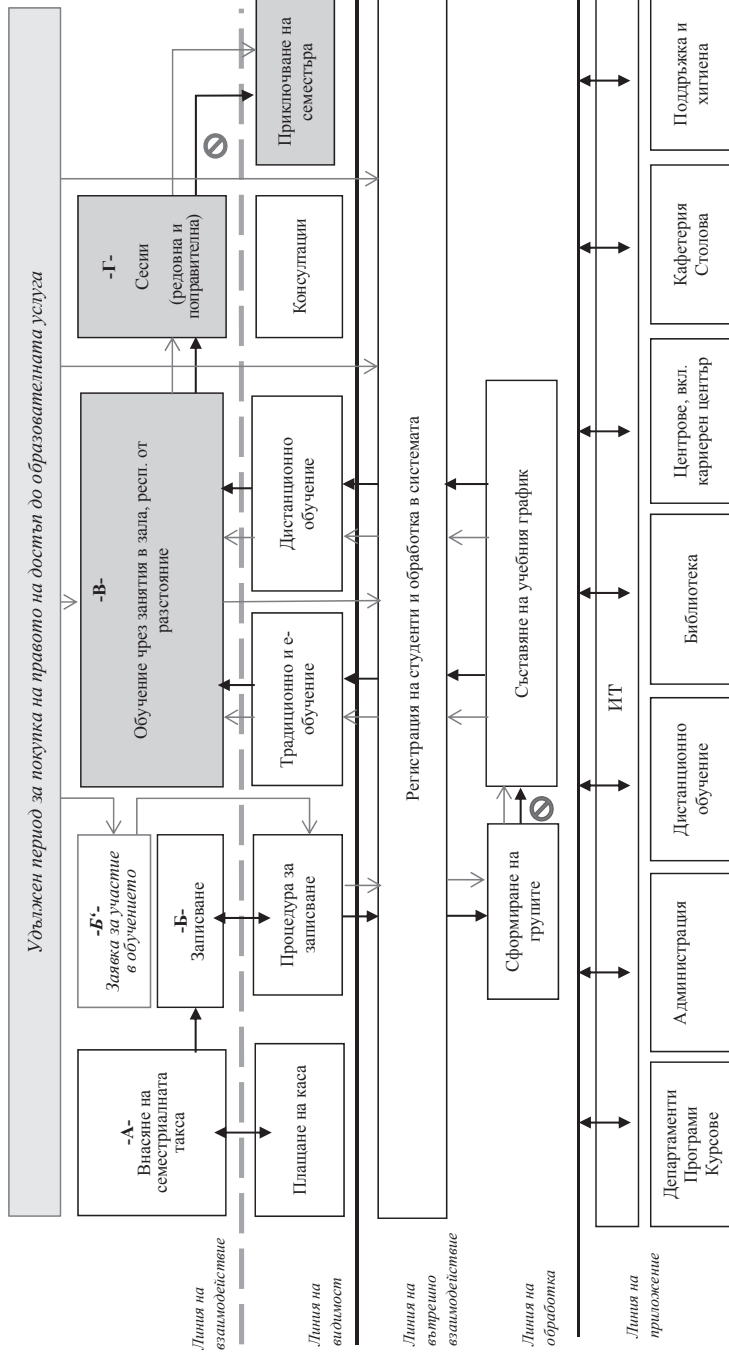 Удължен период за покупка на правото на достъп до образователната услуга
-А-
Внасяне на
семестриалната
такса
-Б‘-
Заявка за участие
в обучението
-Б-
Записване
-В-
Обучение чрез занятия в зала, респ. от
разстояние
-Г-
Сесии
(редовна и
поправителна)
Линия на
взаимодействие
Плащане на каса
Процедура за
записване
Традиционно и е-
обучение
Дистанционно
обучение
Консултации
Приключване на
семестъра
Линия на
видимост
Регистрация на студенти и обработка в системата
Линия на
вътрешно
взаимодействие
Сформиране на
групите
Съставяне на учебния график
Линия на
обработка
ИТ
Линия на
приложение
Департаменти
Програми
Курсове
Администрация
Дистанционно
обучение
Библиотека
Центрове, вкл.
кариерен център
Кафетерия
Столова
Поддръжка и
хигиена